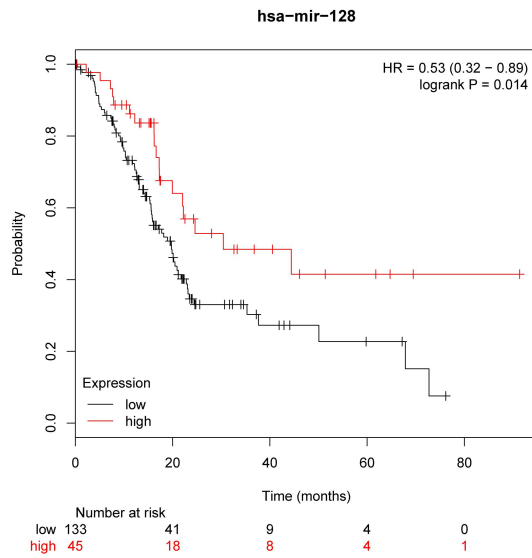 hsa-mir-128
HR = 0.53 (0.32 − 0.89)
logrank P = 0.014
Probability
1.0
0.8
0.6
0.4
0.2
0.0
Expression
low
high
0 20 40 60 80
Time (months)
Number at risk
low 133 41 9 4 0
high 45 18 8 4 1